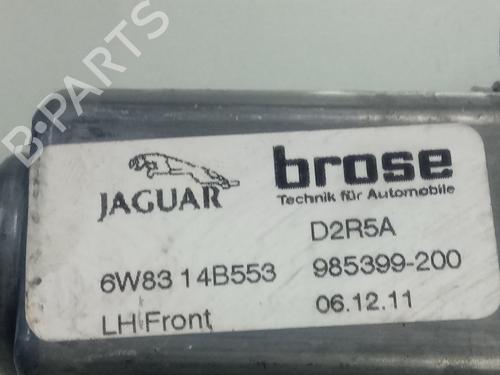 B-PARTS
JAGUAR
brose
Technik für Automobile
D2R5A
6W83 14B553 985399-200
LH Front 06.12.11